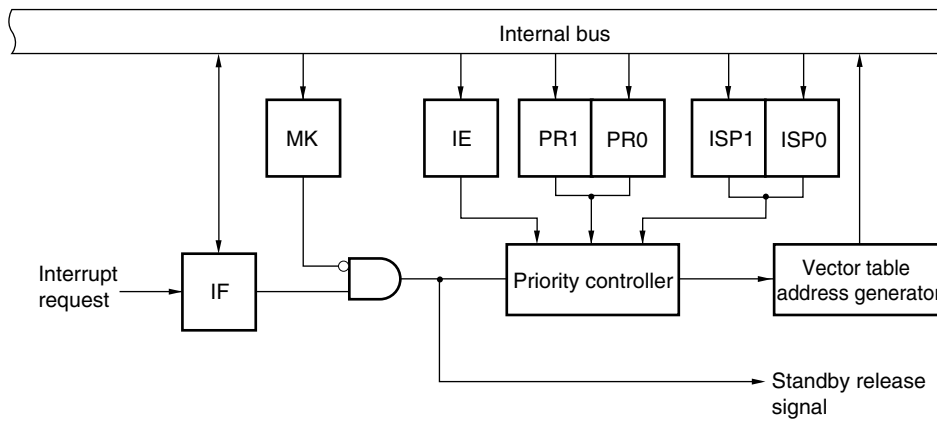 Internal bus
MK
IE
PR1
PR0
ISP1
ISP0
Interrupt
request
IF
Priority controller
Vector table
address generator
Standby release
signal